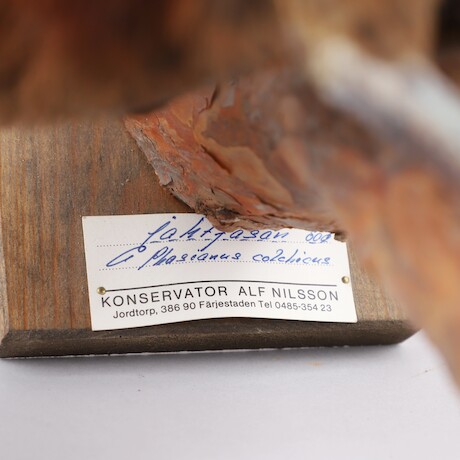 jaktfasan
Phasianus colchicus
KONSERVATOR ALF NILSSON
Jordtorp, 386 90 Färjestaden Tel 0485-354 23